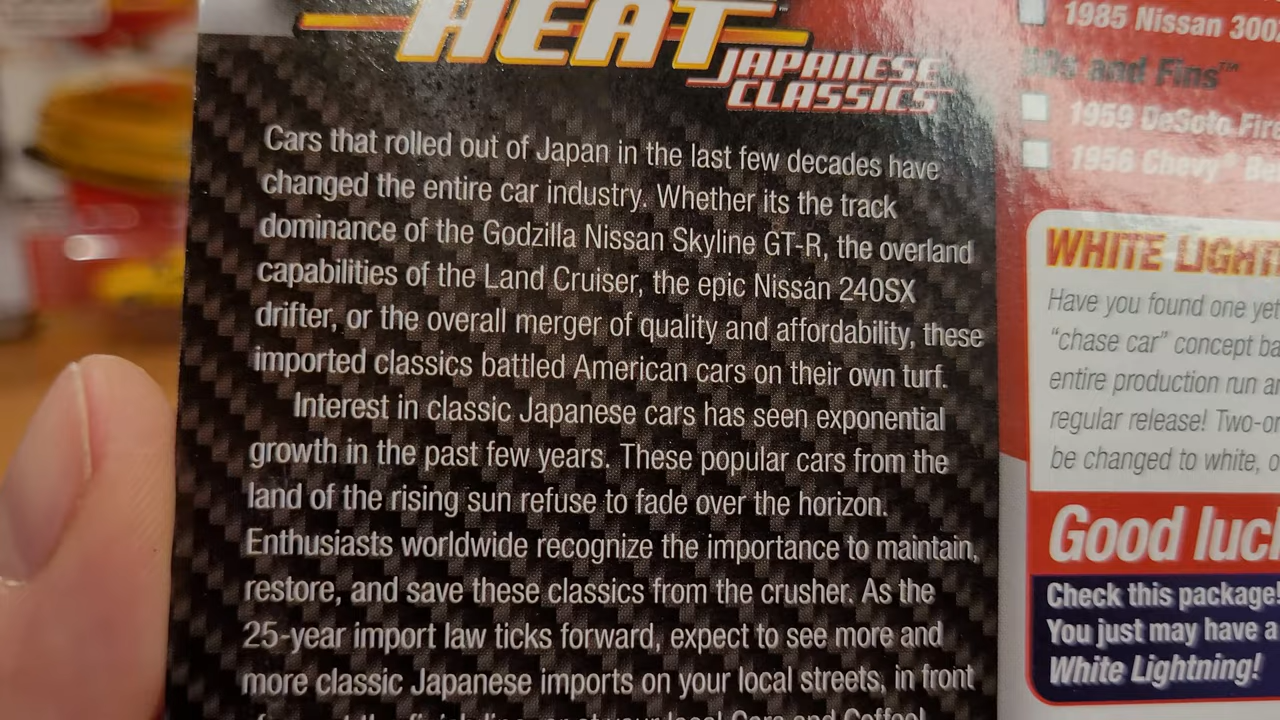 HEAT
JAPANESE
CLASSICS
Cars that rolled out of Japan in the last few decades have
changed the entire car industry. Whether its the track
dominance of the Godzilla Nissan Skyline GT-R, the overland
capabilities of the Land Cruiser, the epic Nissan 240SX
drifter, or the overall merger of quality and affordability, these
imported classics battled American cars on their own turf.
Interest in classic Japanese cars has seen exponential
growth in the past few years. These popular cars from the
land of the rising sun refuse to fade over the horizon.
Enthusiasts worldwide recognize the importance to maintain,
restore, and save these classics from the crusher. As the
25-year import law ticks forward, expect to see more and
more classic Japanese imports on your local streets, in front
your local Cars and Coffee!
1985 Nissan 300
and Fins™
1959 DeSoto
1956 Chevy®
WHITE
Have you found one yet
"chase car" concept
entire production run
regular release!
be changed to white,
Good
Check this package!
You just may have a
White Lightning!